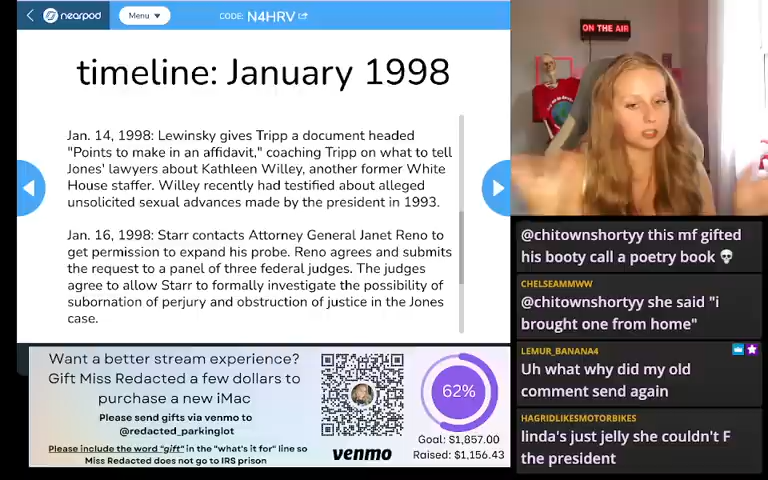 nearpod
Menu
CODE: N4HRV
ON THE AIR
timeline: January 1998
Jan. 14, 1998: Lewinsky gives Tripp a document headed
"Points to make in an affidavit," coaching Tripp on what to tell
Jones' lawyers about Kathleen Willey, another former White
House staffer. Willey recently had testified about alleged
unsolicited sexual advances made by the president in 1993.
Jan. 16, 1998: Starr contacts Attorney General Janet Reno to
get permission to expand his probe. Reno agrees and submits
the request to a panel of three federal judges. The judges
agree to allow Starr to formally investigate the possibility of
subornation of perjury and obstruction of justice in the Jones
case.
Want a better stream experience?
Gift Miss Redacted a few dollars to
purchase a new iMac
Please send gifts via venmo to
@redacted_parkinglot
Please include the word "gift" in the "what's it for" line so
Miss Redacted does not go to IRS prison
venmo
62%
Goal: $1,857.00
Raised: $1,156.43
@chitownshortyy this mf gifted
his booty call a poetry book 💀
CHELSEAMMWW
@chitownshortyy she said "i
brought one from home"
LEMUR_BANANA4
Uh what why did my old
comment send again
HAGRIDLIKESMOTORBIKES
linda's just jelly she couldn't F
the president